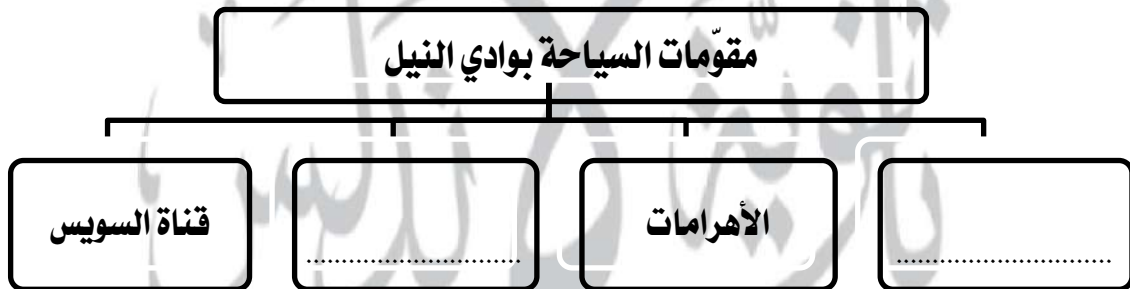 مقوّمات السياحة بوادي النيل
............................
الأهرامات
............................
قناة السويس